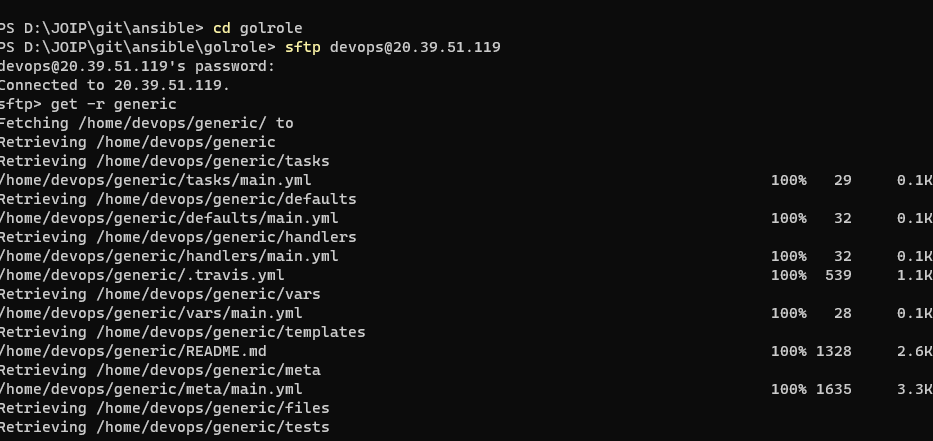 PS D:\JOIP\git\ansible> cd golrole
PS D:\JOIP\git\ansible\golrole> sftp devops@20.39.51.119
devops@20.39.51.119's password:
Connected to 20.39.51.119.
sftp> get -r generic
Fetching /home/devops/generic/ to
Retrieving /home/devops/generic
Retrieving /home/devops/generic/tasks
/home/devops/generic/tasks/main.yml 100% 29 0.1K
Retrieving /home/devops/generic/defaults
/home/devops/generic/defaults/main.yml 100% 32 0.1K
Retrieving /home/devops/generic/handlers
/home/devops/generic/handlers/main.yml 100% 32 0.1K
/home/devops/generic/.travis.yml 100% 539 1.1K
Retrieving /home/devops/generic/vars
/home/devops/generic/vars/main.yml 100% 28 0.1K
Retrieving /home/devops/generic/templates
/home/devops/generic/README.md 100% 1328 2.6K
Retrieving /home/devops/generic/meta
/home/devops/generic/meta/main.yml 100% 1635 3.3K
Retrieving /home/devops/generic/files
Retrieving /home/devops/generic/tests